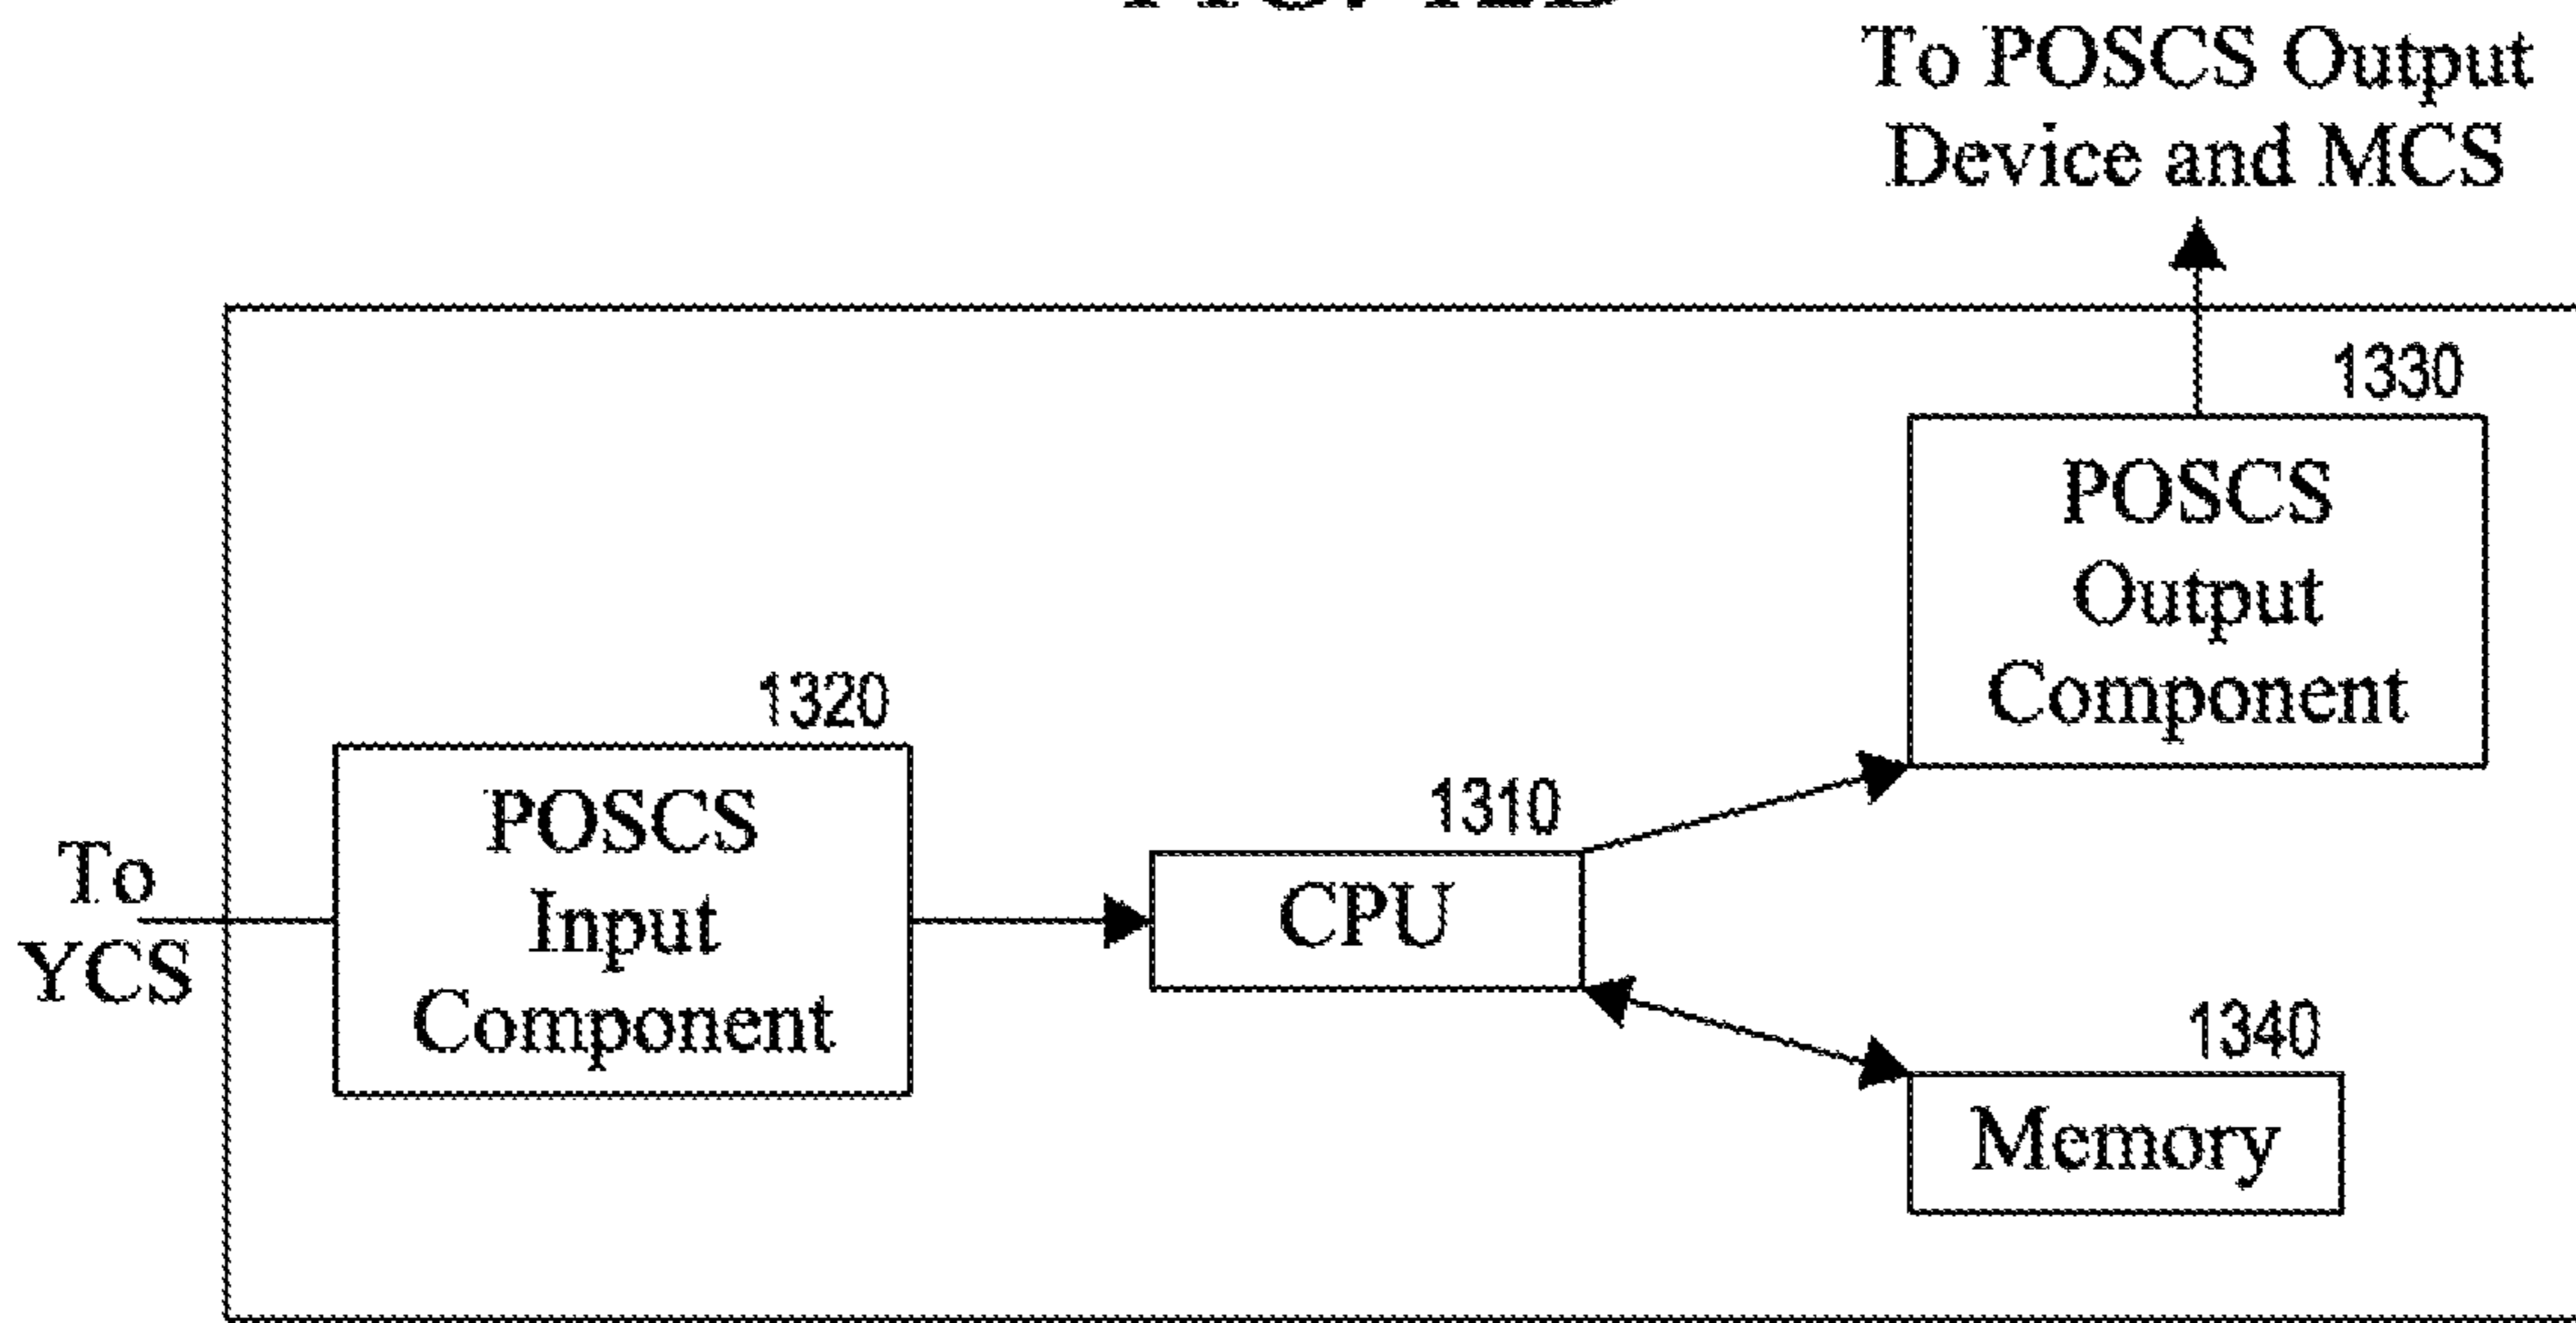 To POSCS Output
Device and MCS
1330
POSCS
Output
Component
1320
POSCS
Input
Component
To
YCS
1310
CPU
1340
Memory